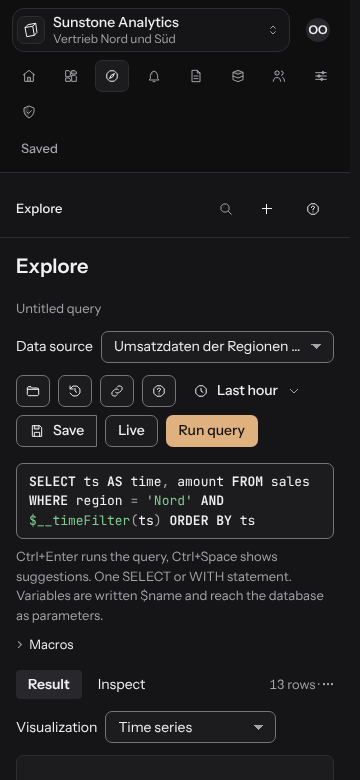 Sunstone Analytics
Vertrieb Nord und Süd
OO
Saved
Explore
Explore
Untitled query
Data source
Umsatzdaten der Regionen ...
Last hour
Save
Live
Run query
SELECT ts AS time, amount FROM sales
WHERE region = 'Nord' AND
$__timeFilter(ts) ORDER BY ts
Ctrl+Enter runs the query, Ctrl+Space shows
suggestions. One SELECT or WITH statement.
Variables are written $name and reach the database
as parameters.
Macros
Result
Inspect
13 rows · ···
Visualization
Time series